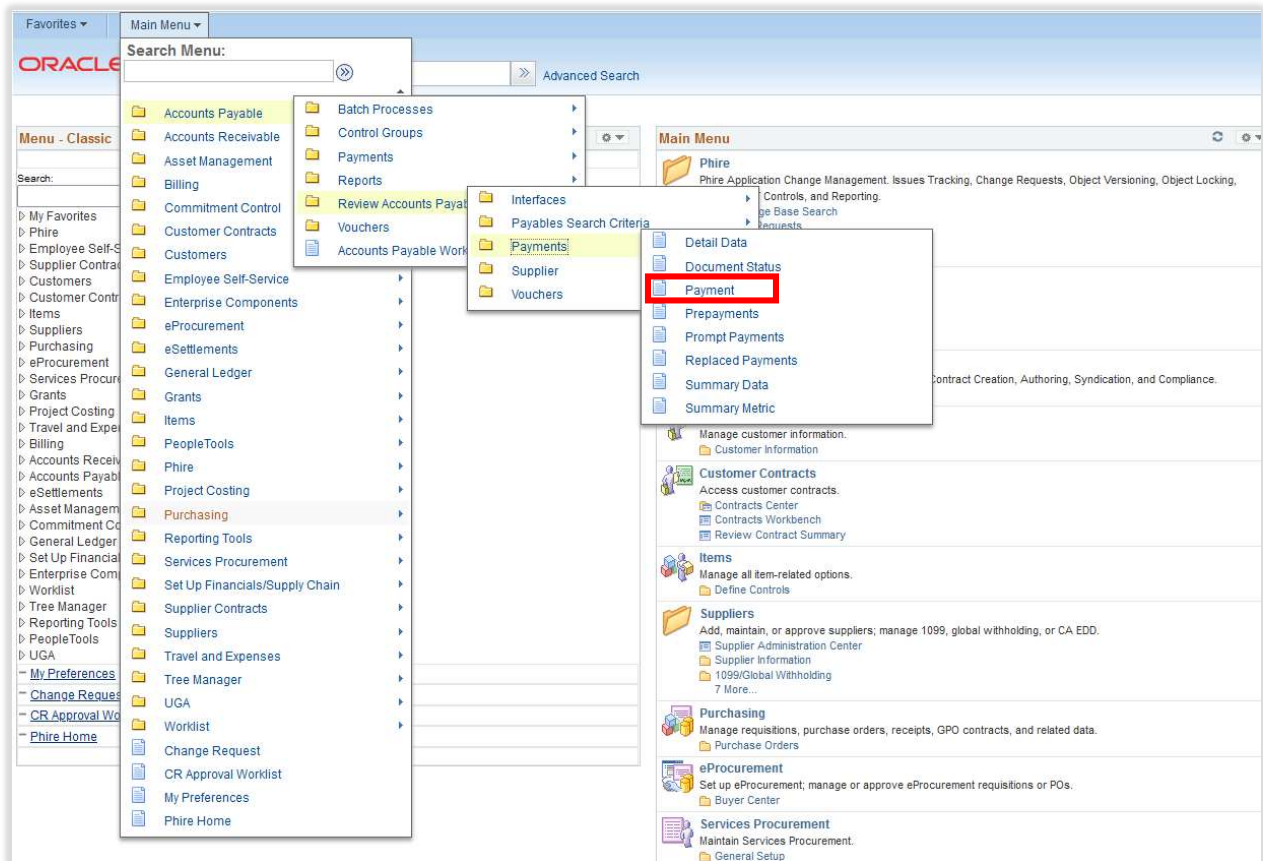 Favorites
Main Menu
ORACLE
Search Menu:
Advanced Search
Accounts Payable
Accounts Receivable
Asset Management
Billing
Commitment Control
Customer Contracts
Customers
Employee Self-Service
Enterprise Components
eProcurement
eSettlements
General Ledger
Grants
Items
PeopleTools
Phire
Project Costing
Purchasing
Reporting Tools
Services Procurement
Set Up Financials/Supply Chain
Supplier Contracts
Suppliers
Travel and Expenses
Tree Manager
UGA
Worklist
Change Request
CR Approval Worklist
My Preferences
Phire Home
Batch Processes
Control Groups
Payments
Reports
Review Accounts Payab
Vouchers
Accounts Payable Work
Interfaces
Payables Search Criteria
Payments
Supplier
Vouchers
Detail Data
Document Status
Payment
Prepayments
Prompt Payments
Replaced Payments
Summary Data
Summary Metric
Menu - Classic
Search:
My Favorites
Phire
Employee Self-S
Supplier Contrac
Customers
Customer Contr
Items
Suppliers
Purchasing
eProcurement
Services Procure
Grants
Project Costing
Travel and Expe
Billing
Accounts Receiv
Accounts Payabl
eSettlements
Asset Managem
Commitment Co
General Ledger
Set Up Financial
Enterprise Comp
Worklist
Tree Manager
Reporting Tools
PeopleTools
UGA
My Preferences
Change Reques
CR Approval Wo
Phire Home
Main Menu
Phire
Phire Application Change Management. Issues Tracking, Change Requests, Object Versioning, Object Locking,
Controls, and Reporting.
ge Base Search
Requests
Contract Creation, Authoring, Syndication, and Compliance.
Manage customer information.
Customer Information
Customer Contracts
Access customer contracts.
Contracts Center
Contracts Workbench
Review Contract Summary
Items
Manage all item-related options.
Define Controls
Suppliers
Add, maintain, or approve suppliers; manage 1099, global withholding, or CA EDD.
Supplier Administration Center
Supplier Information
1099/Global Withholding
7 More...
Purchasing
Manage requisitions, purchase orders, receipts, GPO contracts, and related data.
Purchase Orders
eProcurement
Set up eProcurement; manage or approve eProcurement requisitions or POs.
Buyer Center
Services Procurement
Maintain Services Procurement.
General Setup